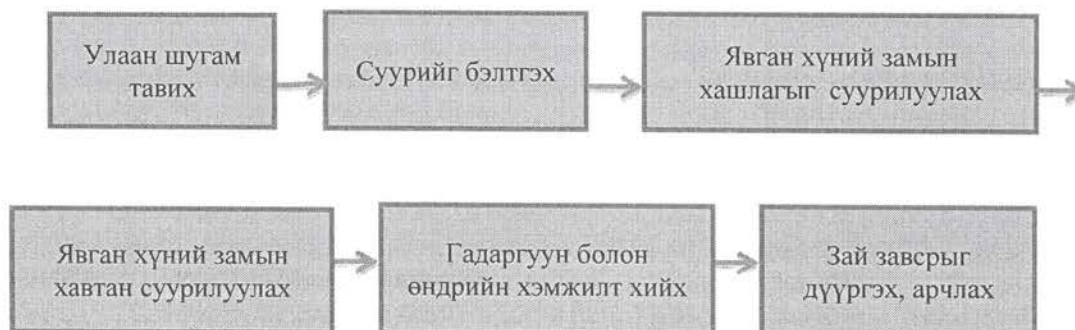 Улаан шугам
тавих
Суурийг бэлтгэх
Явган хүний замын
хашлагыг суурилуулах
Явган хүний замын
хавтан суурилуулах
Гадаргуун болон
өндрийн хэмжилт хийх
Зай завсрыг
дүүргэх, арчлах